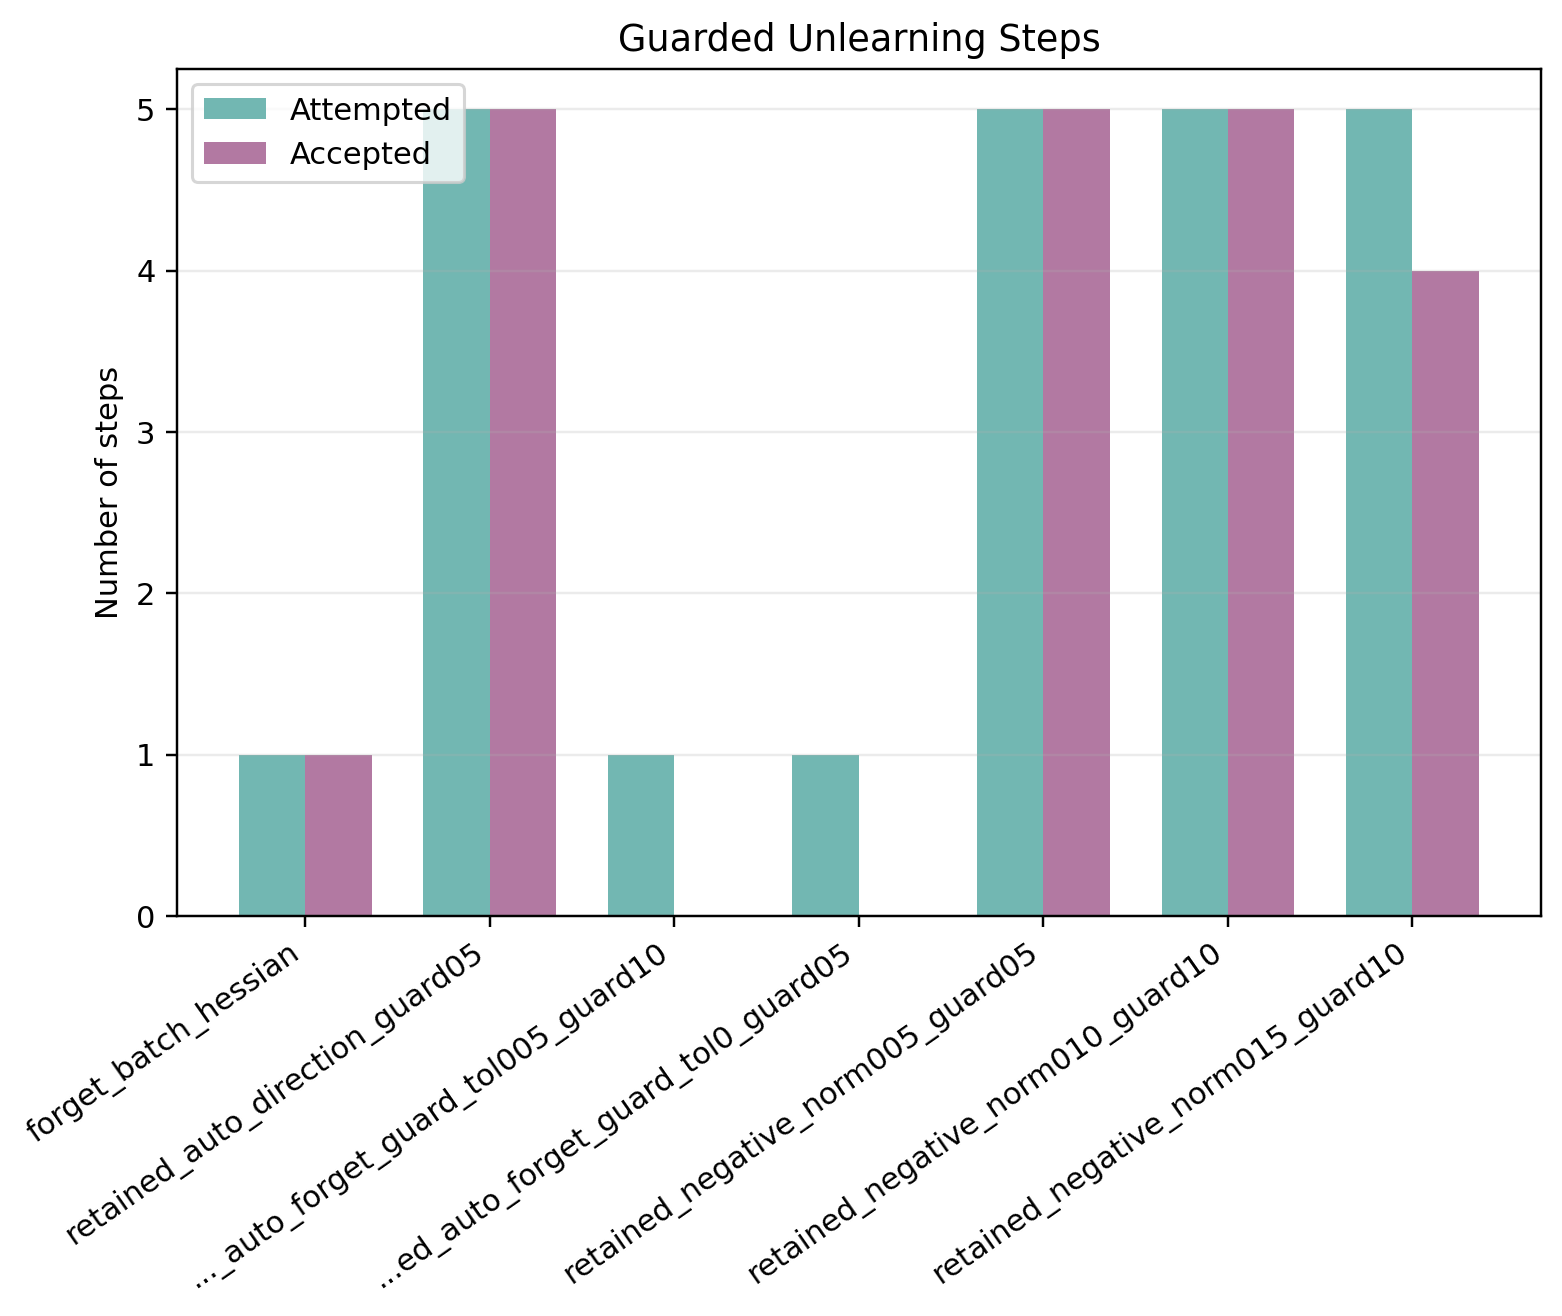 Guarded Unlearning Steps
Attempted
Accepted
Number of steps
5
4
3
2
1
0
forget_batch_hessian
retained_auto_direction_guard05
..._auto_forget_guard_tol005_guard10
...ed_auto_forget_guard_tol0_guard05
retained_negative_norm005_guard05
retained_negative_norm010_guard10
retained_negative_norm015_guard10